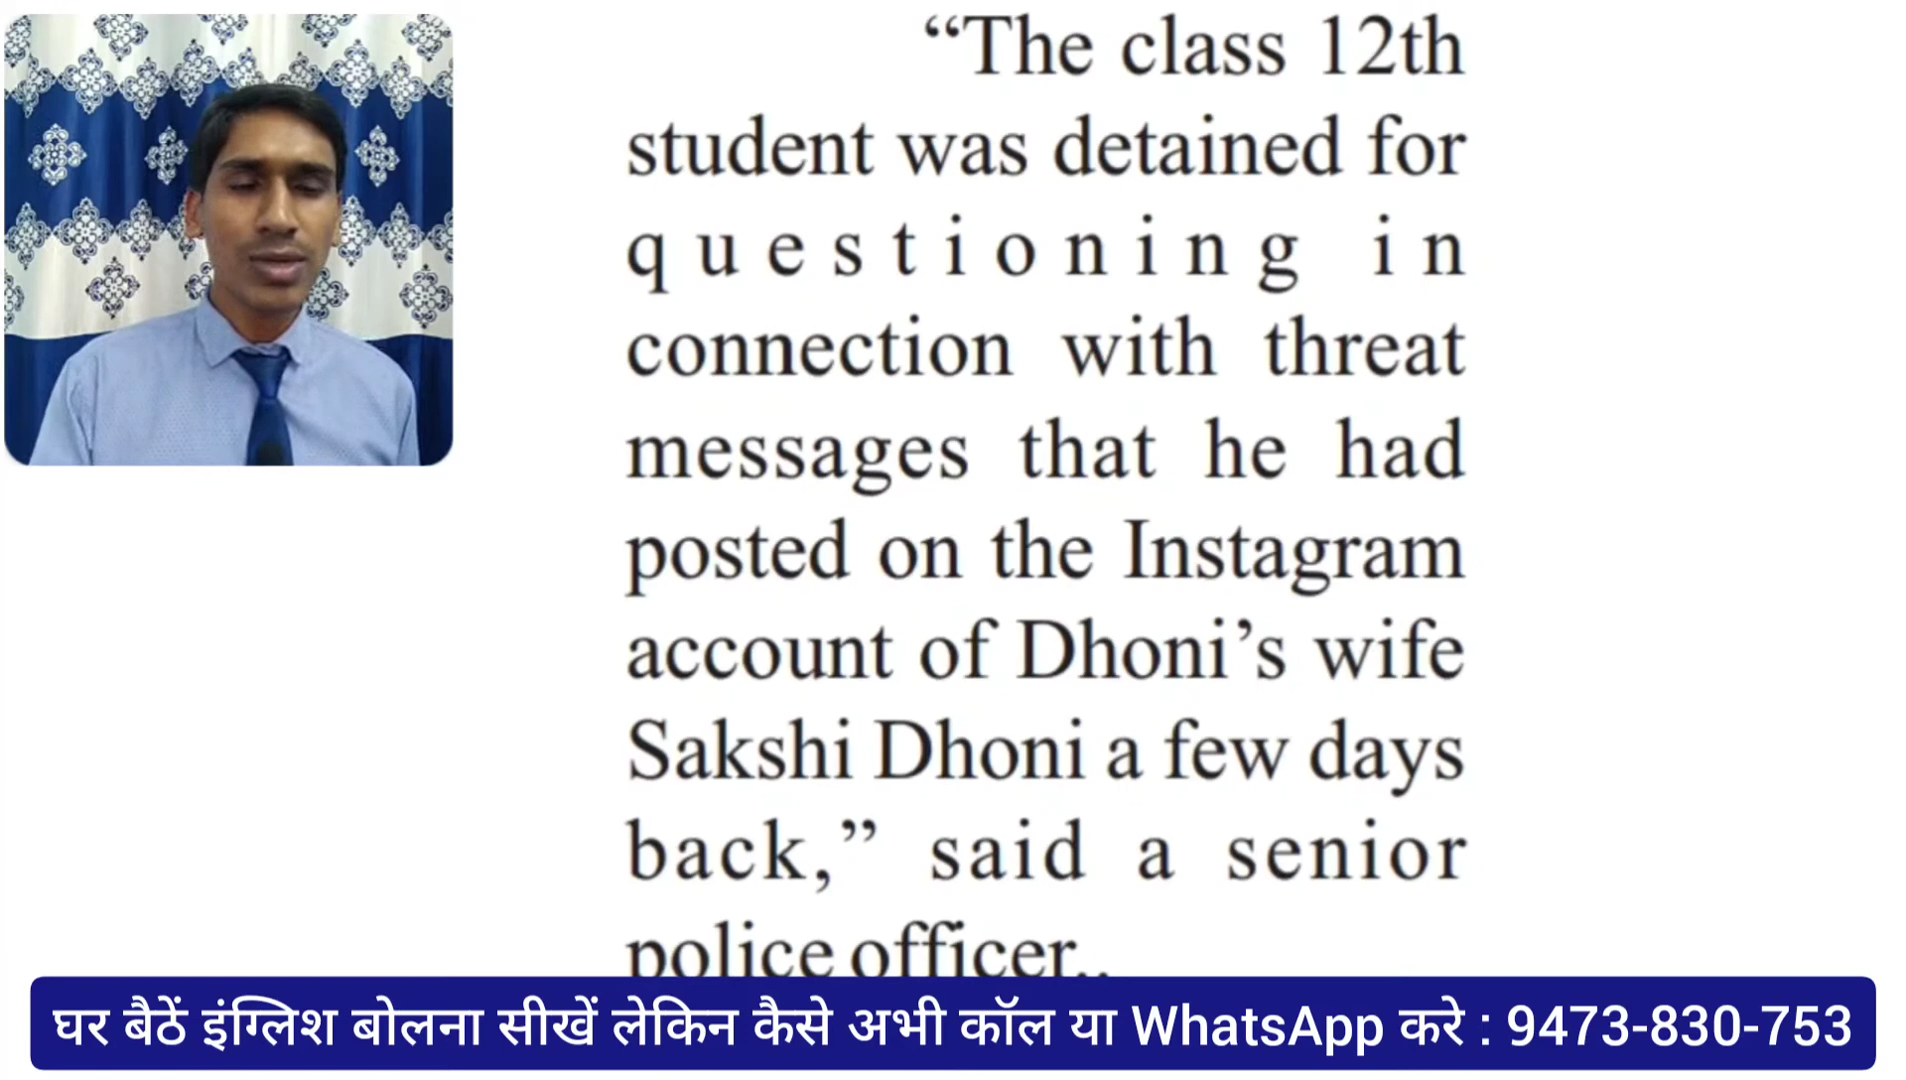 “The class 12th
student was detained for
questioning in
connection with threat
messages that he had
posted on the Instagram
account of Dhoni’s wife
Sakshi Dhoni a few days
back,” said a senior
police officer..
घर बैठें इंग्लिश बोलना सीखें लेकिन कैसे अभी कॉल या WhatsApp करे : 9473-830-753